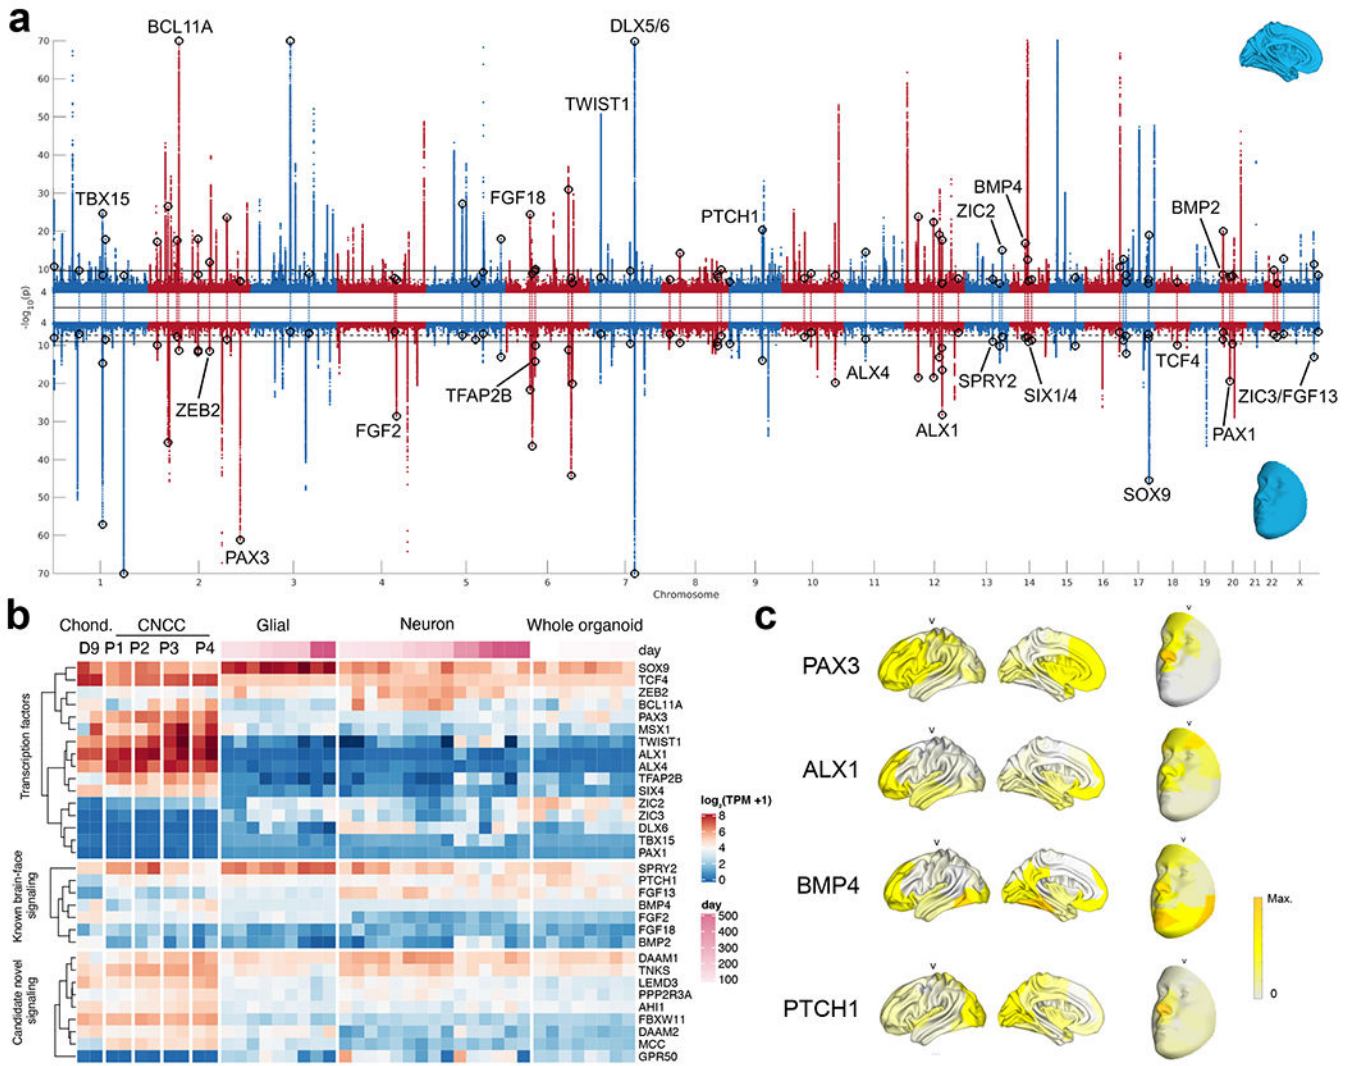 a
BCL11A
DLX5/6
70
60
TWIST1
50
40
BMP4
30
TBX15
FGF18
ZIC2
PTCH1
BMP2
20
10
4
-log10(p)
4
10
ALX4
SPRY2
TCF4
20
ZEB2
TFAP2B
SIX1/4
ZIC3/FGF13
30
FGF2
ALX1
PAX1
40
50
SOX9
60
PAX3
70
1 2 3 4 5 6 7 8 9 10 11 12 13 14 15 16 17 18 19 20 21 22 X
Chromosome
b
Chond. CNCC Glial Neuron Whole organoid
D9 P1 P2 P3 P4 day
Transcription factors
SOX9
TCF4
ZEB2
BCL11A
PAX3
MSX1
TWIST1
ALX1
ALX4
TFAP2B
SIX4
ZIC2
ZIC3
DLX6
TBX15
PAX1
Known brain-face
signaling
SPRY2
PTCH1
FGF13
BMP4
FGF2
FGF18
BMP2
Candidate novel
signaling
DAAM1
TNKS
LEMD3
PPP2R3A
AHI1
FBXW11
DAAM2
MCC
GPR50
log2(TPM +1)
8
6
4
2
0
day
500
400
300
200
100
c
v v
PAX3
v
ALX1
v v
BMP4
v v
PTCH1
Max.
0